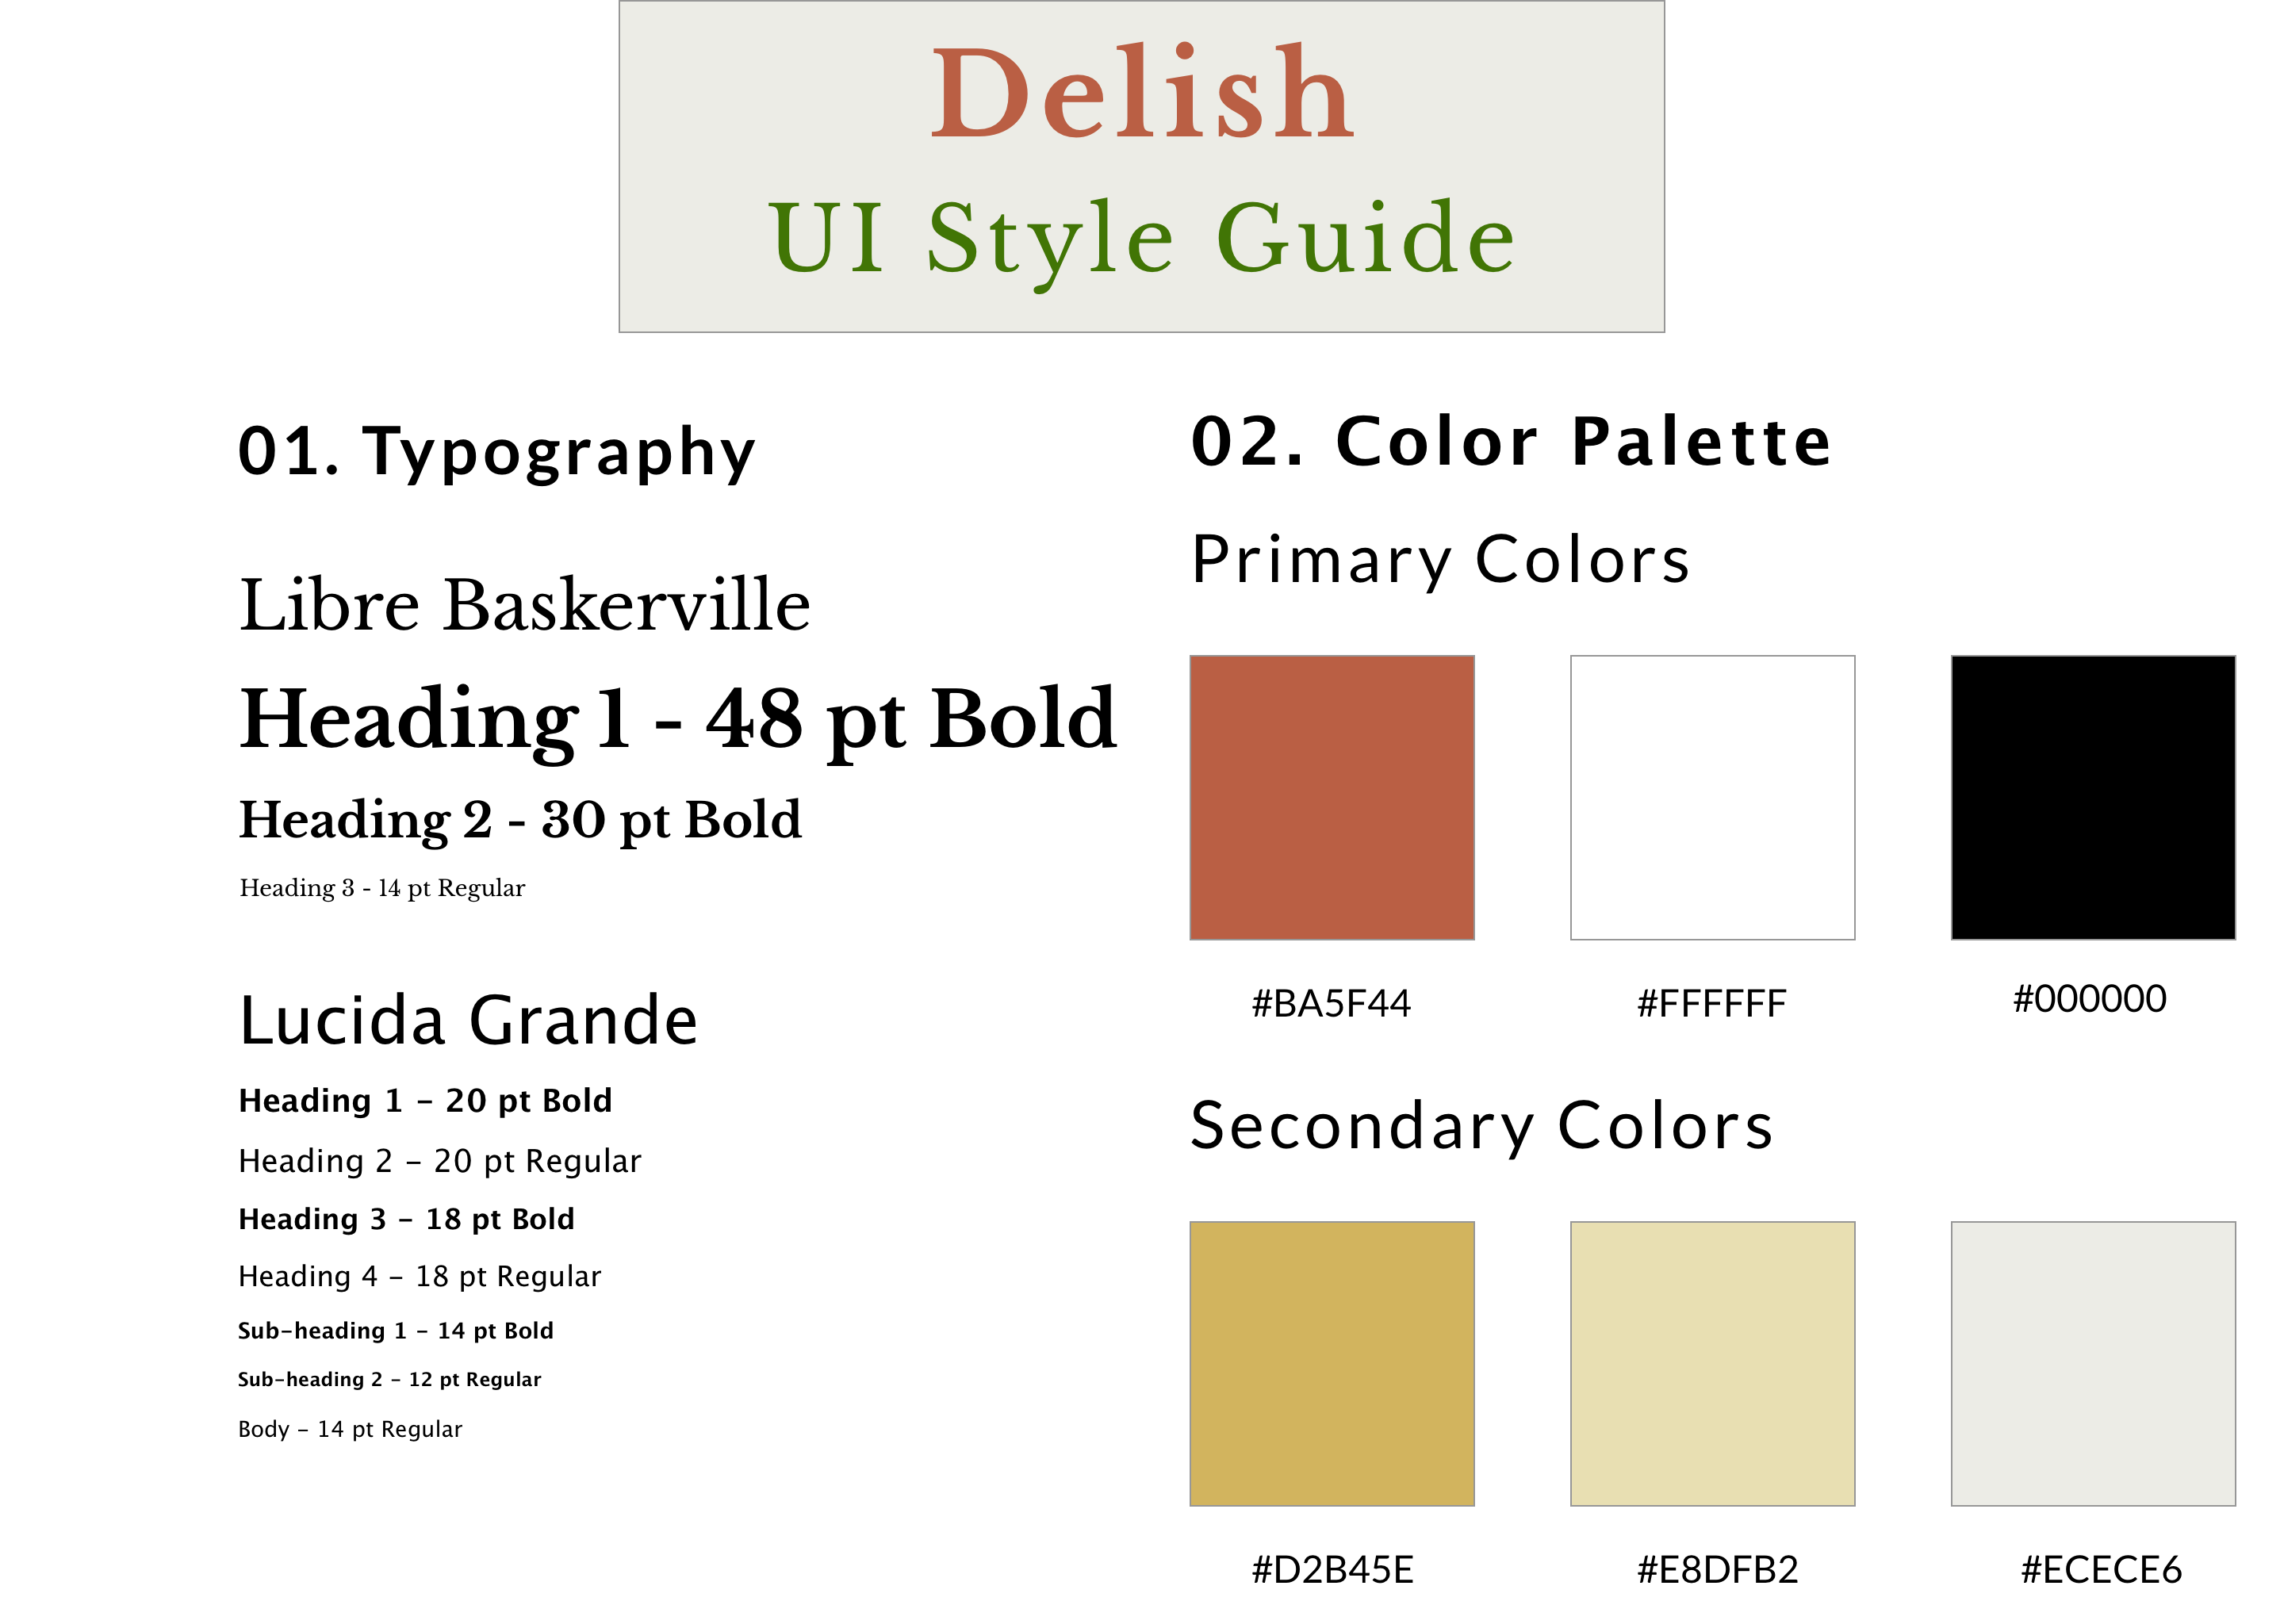 Delish
UI Style Guide
01. Typography
Libre Baskerville
Heading 1 - 48 pt Bold
Heading 2 - 30 pt Bold
Heading 3 - 14 pt Regular
Lucida Grande
Heading 1 – 20 pt Bold
Heading 2 – 20 pt Regular
Heading 3 – 18 pt Bold
Heading 4 – 18 pt Regular
Sub-heading 1 – 14 pt Bold
Sub-heading 2 – 12 pt Regular
Body – 14 pt Regular
02. Color Palette
Primary Colors
#BA5F44
#FFFFFF
#000000
Secondary Colors
#D2B45E
#E8DFB2
#ECECE6